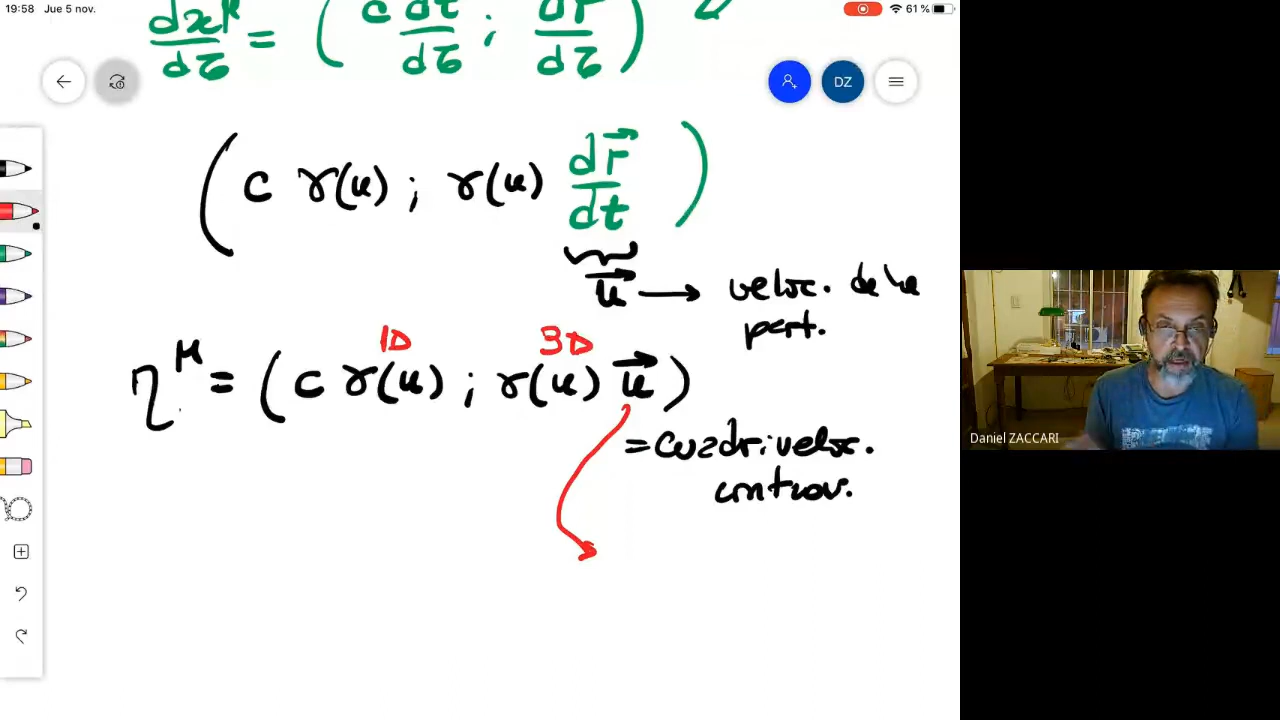 19:58 Jue 5 nov. 61 %
dx^μ/dτ = ( c dt/dτ ; dr⃗/dτ )
DZ
( c γ(u) ; γ(u) dr⃗/dt )
u⃗ → veloc. de la
part.
1D 3D
η^μ = ( c γ(u) ; γ(u) u⃗ )
= cuadriveloc.
contrav.
Daniel ZACCARI